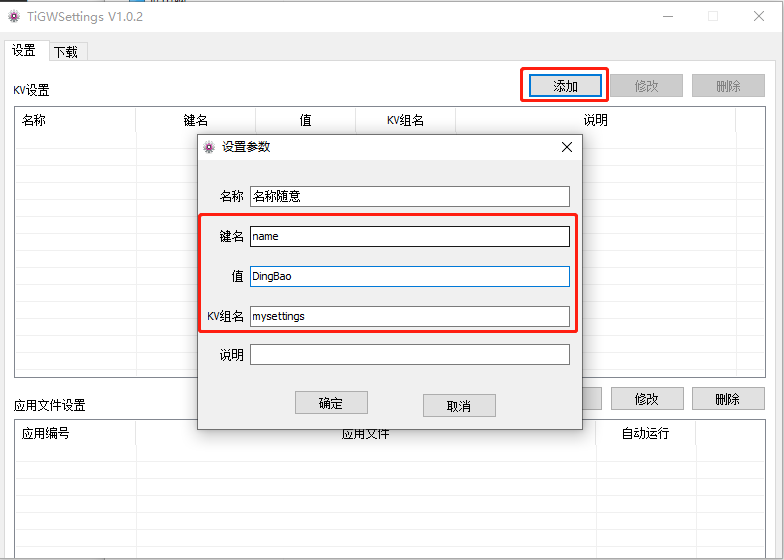 TiGWSettings V1.0.2
设置 下载
KV设置 添加 修改 删除
名称 键名 值 KV组名 说明
设置参数
名称 名称随意
键名 name
值 DingBao
KV组名 mysettings
说明
确定 取消
应用文件设置 修改 删除
应用编号 应用文件 自动运行